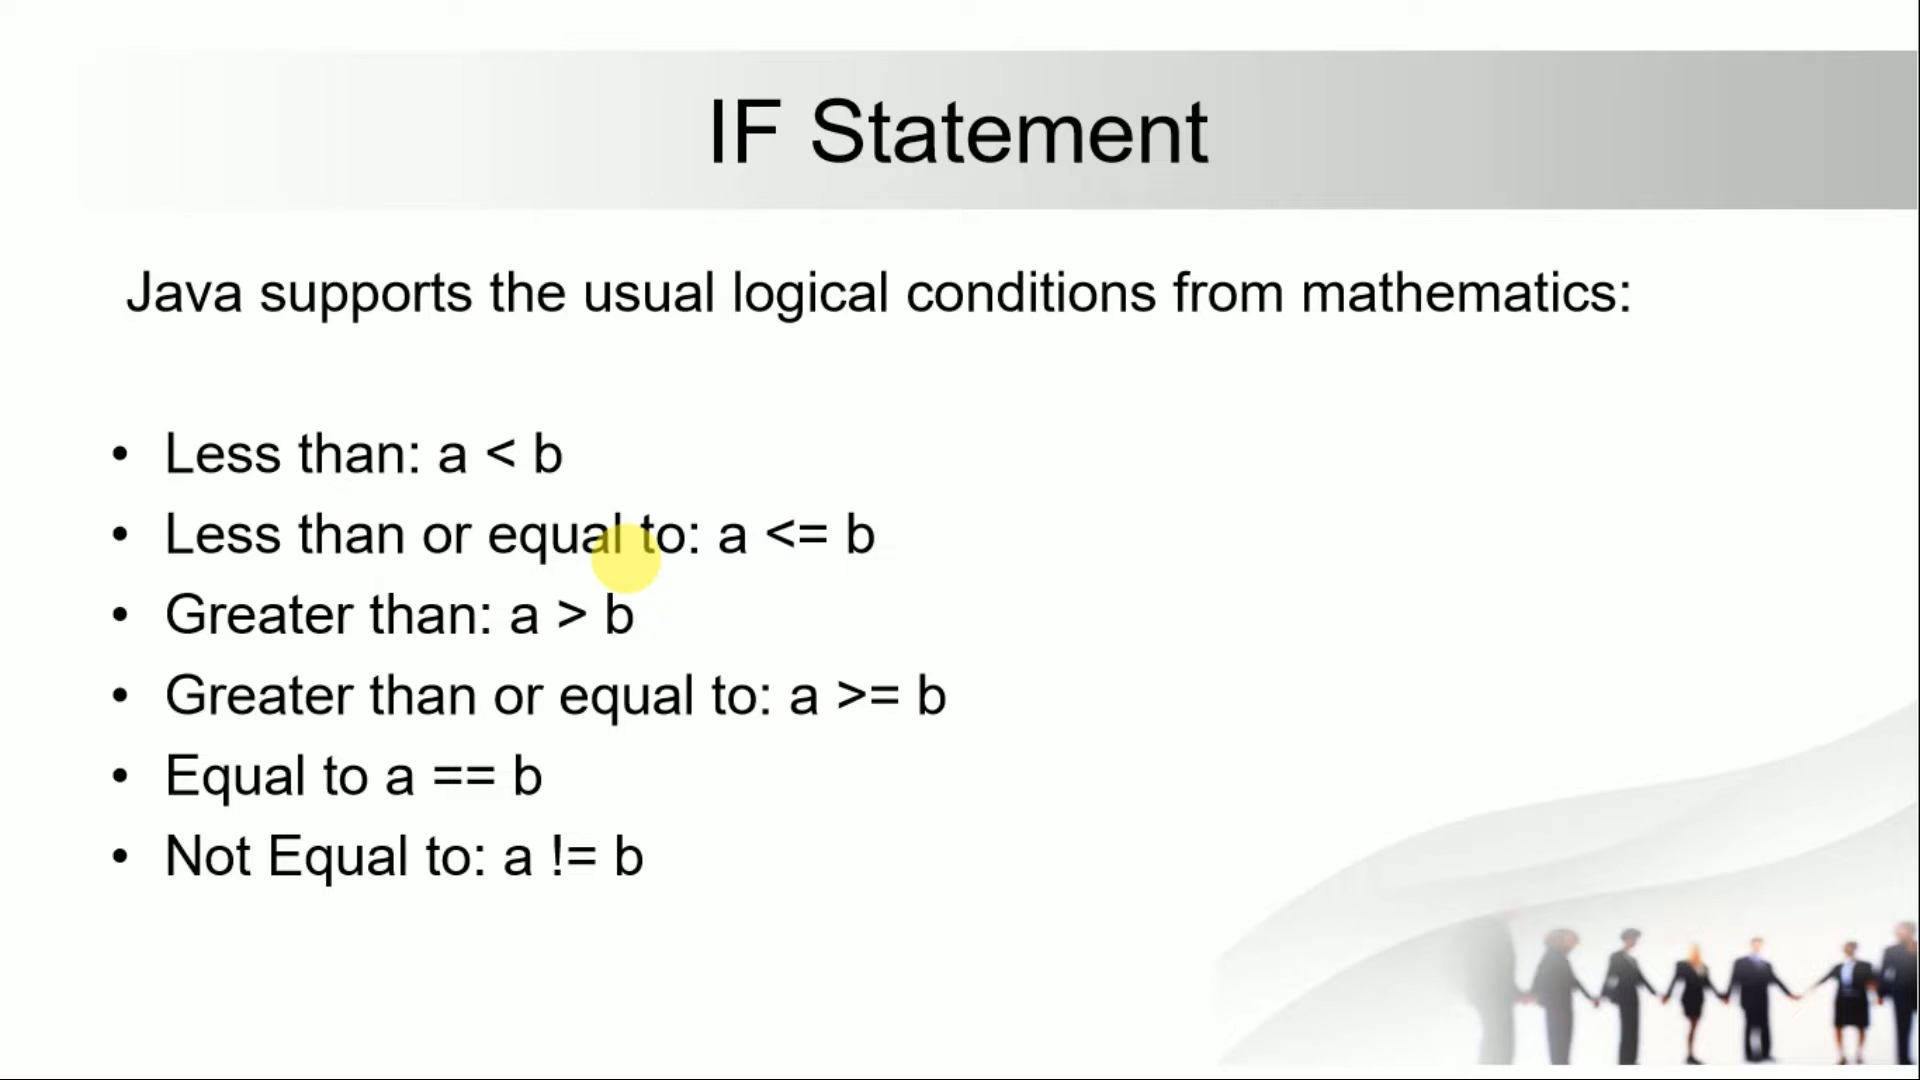 IF Statement
Java supports the usual logical conditions from mathematics:
• Less than: a < b
• Less than or equal to: a <= b
• Greater than: a > b
• Greater than or equal to: a >= b
• Equal to a == b
• Not Equal to: a != b